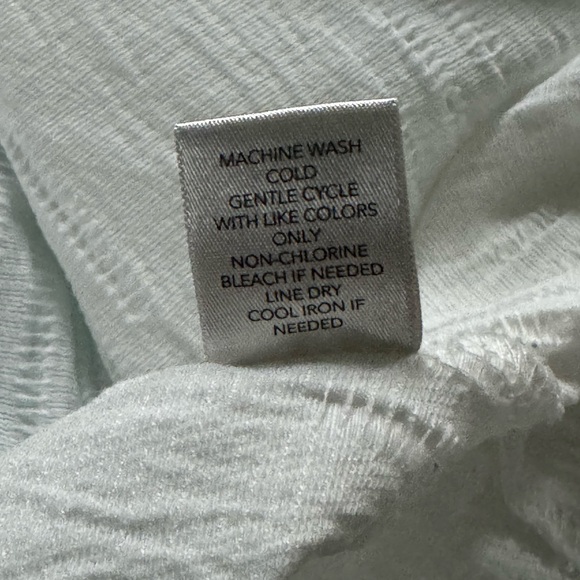 MACHINE WASH
COLD
GENTLE CYCLE
WITH LIKE COLORS
ONLY
NON-CHLORINE
BLEACH IF NEEDED
LINE DRY
COOL IRON IF
NEEDED